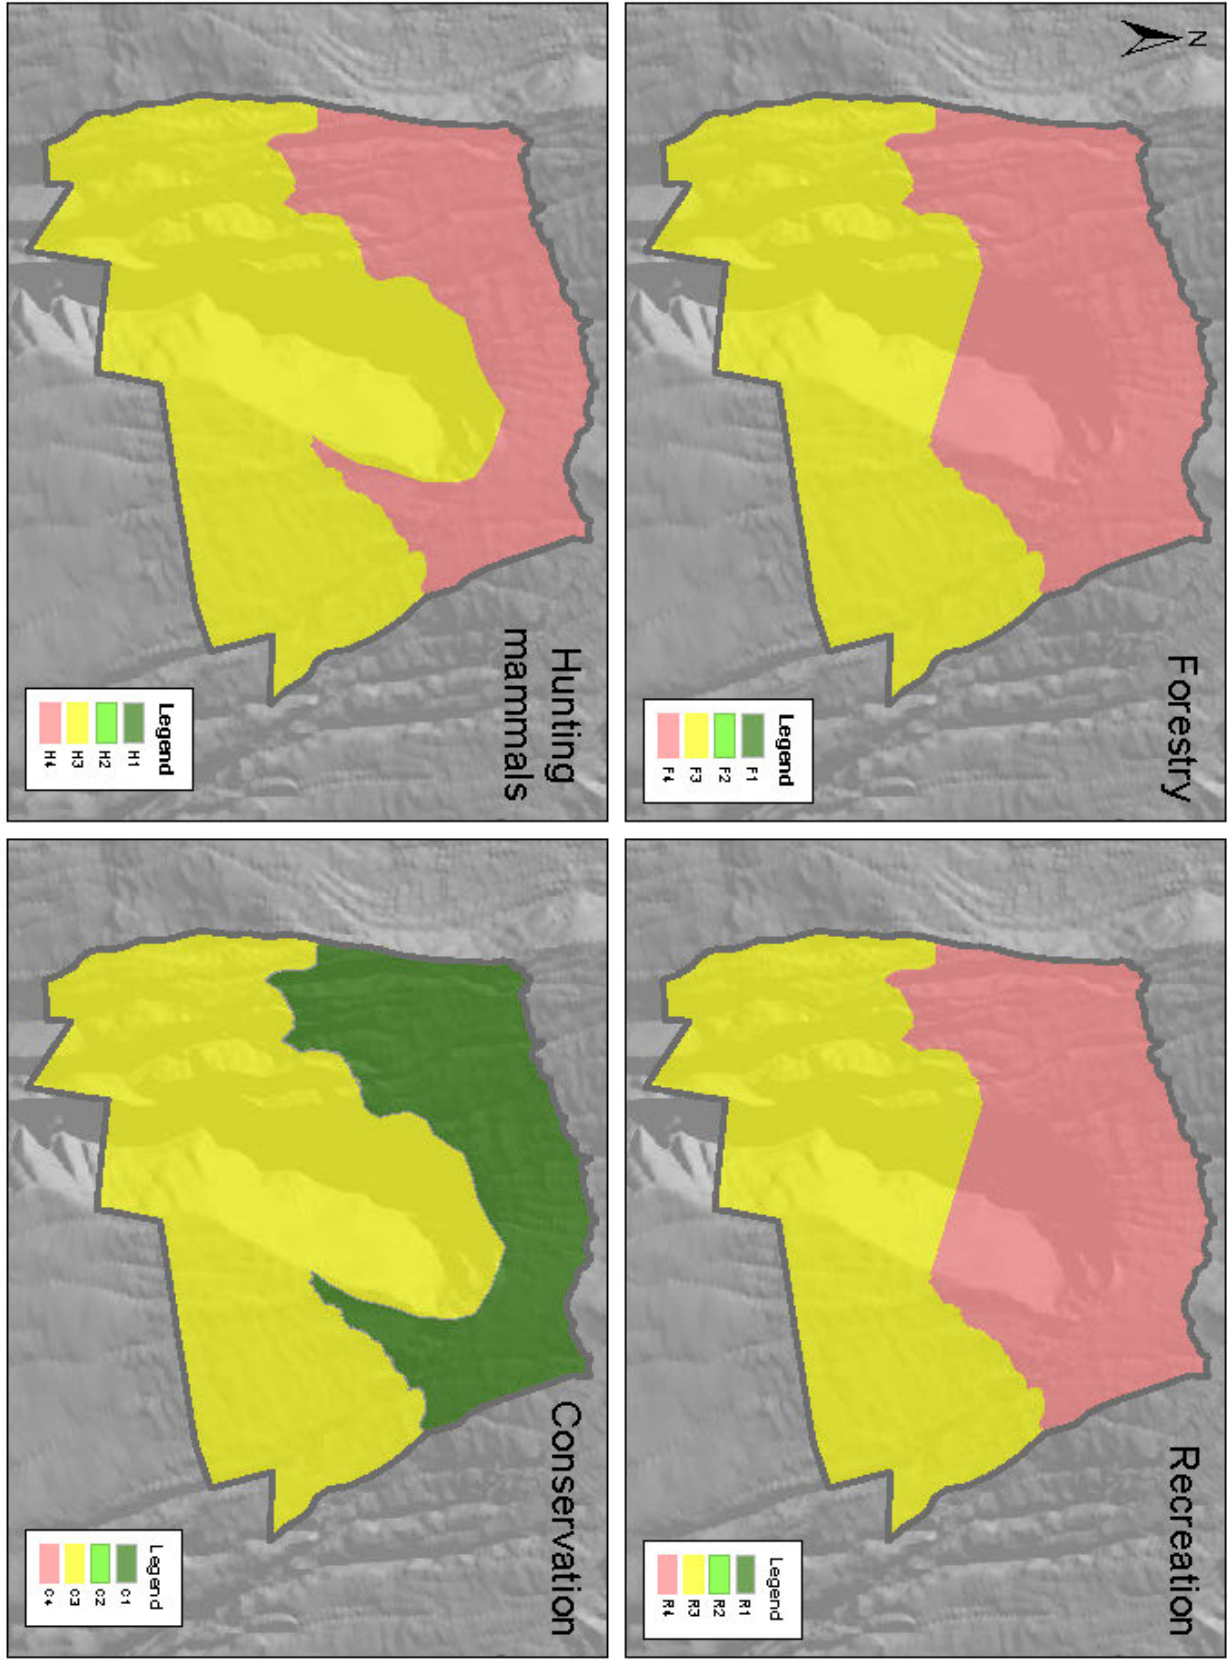 N
Forestry
Legend
F1
F2
F3
F4
Recreation
Legend
R1
R2
R3
R4
Hunting
mammals
Legend
H1
H2
H3
H4
Conservation
Legend
C1
C2
C3
C4